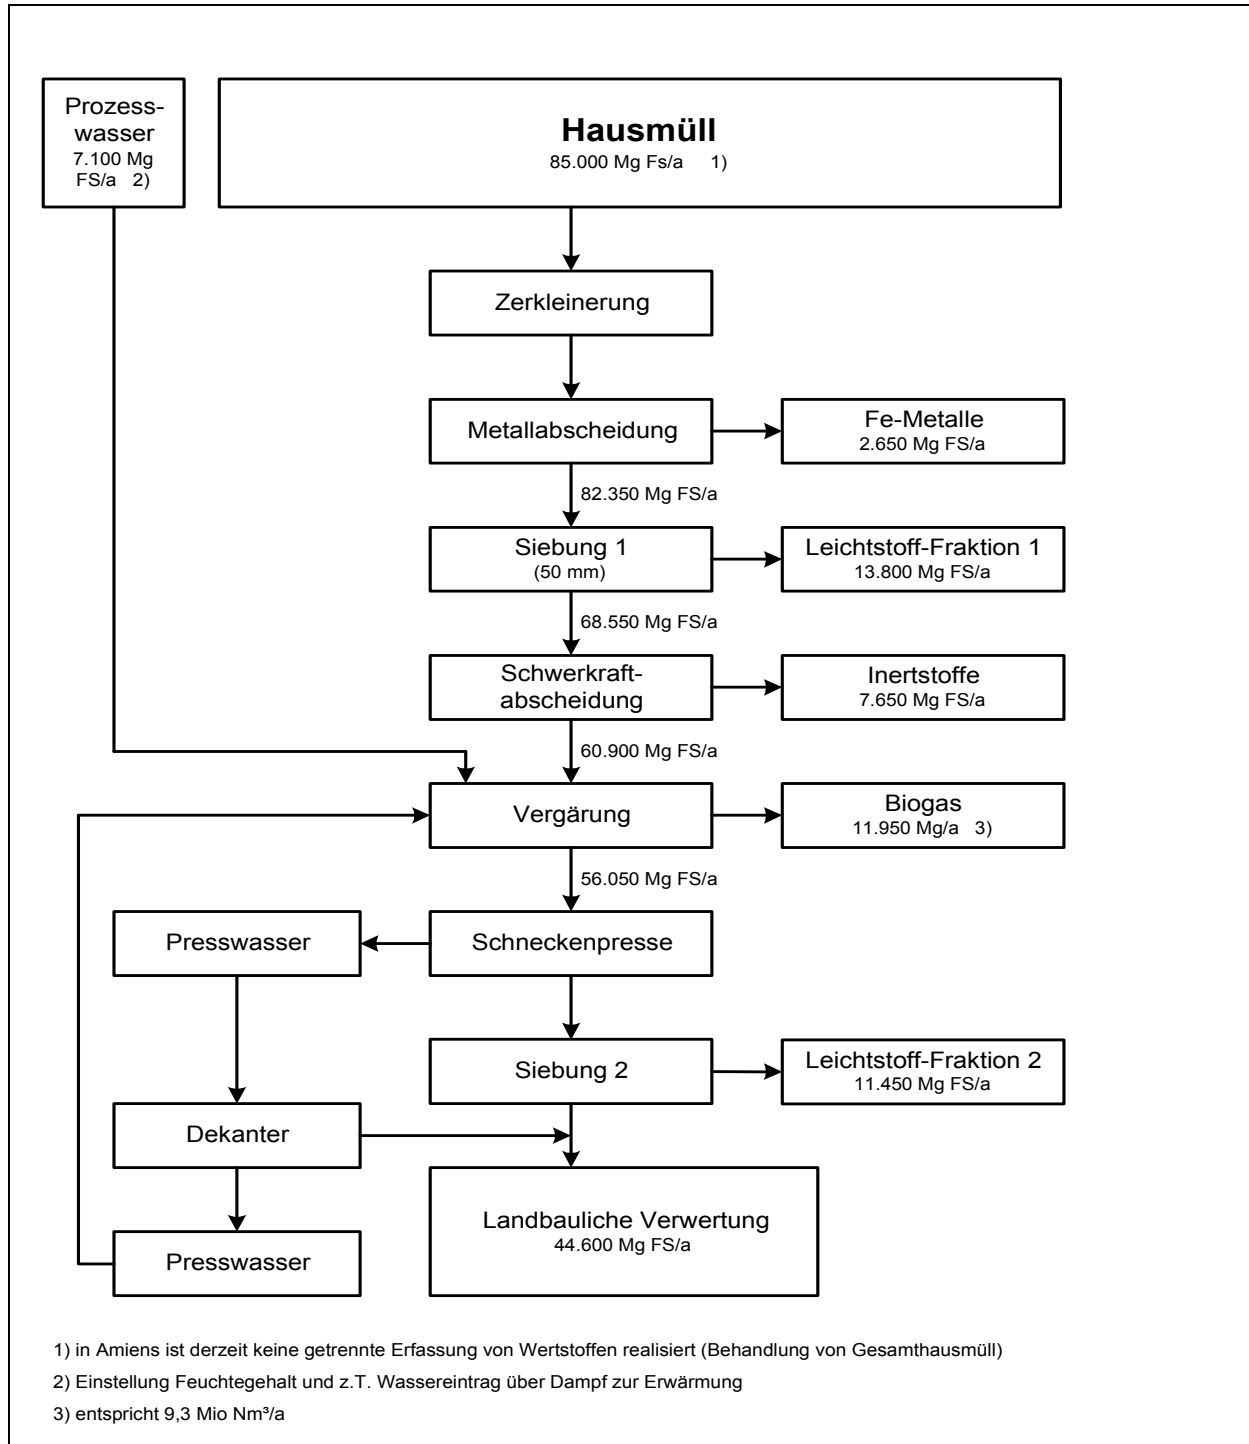 Prozess-
wasser
7.100 Mg
FS/a 2)
Hausmüll
85.000 Mg Fs/a 1)
Zerkleinerung
Metallabscheidung
Fe-Metalle
2.650 Mg FS/a
82.350 Mg FS/a
Siebung 1
(50 mm)
Leichtstoff-Fraktion 1
13.800 Mg FS/a
68.550 Mg FS/a
Schwerkraft-
abscheidung
Inertstoffe
7.650 Mg FS/a
60.900 Mg FS/a
Vergärung
Biogas
11.950 Mg/a 3)
56.050 Mg FS/a
Presswasser
Schneckenpresse
Siebung 2
Leichtstoff-Fraktion 2
11.450 Mg FS/a
Dekanter
Landbauliche Verwertung
44.600 Mg FS/a
Presswasser
1) in Amiens ist derzeit keine getrennte Erfassung von Wertstoffen realisiert (Behandlung von Gesamthausmüll)
2) Einstellung Feuchtegehalt und z.T. Wassereintrag über Dampf zur Erwärmung
3) entspricht 9,3 Mio Nm³/a